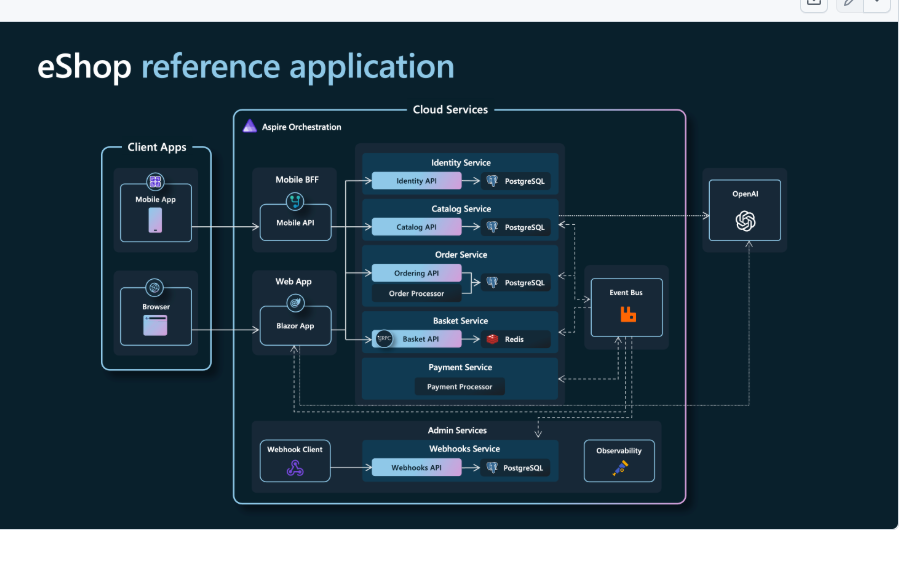 eShop reference application
Cloud Services
Aspire Orchestration
Client Apps
Mobile App
Browser
Mobile BFF
Mobile API
Web App
Blazor App
Identity Service
Identity API
PostgreSQL
Catalog Service
Catalog API
PostgreSQL
Order Service
Ordering API
Order Processor
PostgreSQL
Basket Service
gRPC
Basket API
Redis
Payment Service
Payment Processor
Event Bus
OpenAI
Admin Services
Webhook Client
Webhooks Service
Webhooks API
PostgreSQL
Observability